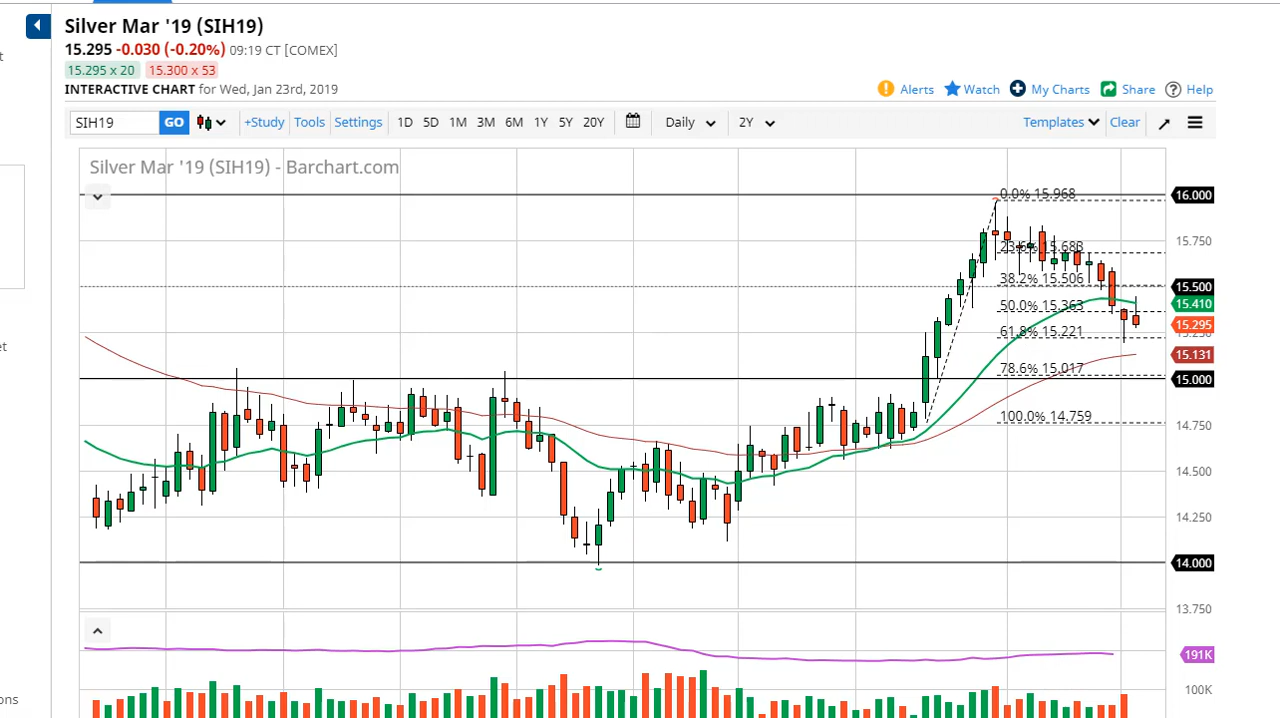 Silver Mar '19 (SIH19)
15.295 -0.030 (-0.20%) 09:19 CT [COMEX]
15.295 x 20 15.300 x 53
INTERACTIVE CHART for Wed, Jan 23rd, 2019
Alerts Watch My Charts Share Help
SIH19 GO +Study Tools Settings 1D 5D 1M 3M 6M 1Y 5Y 20Y Daily 2Y Templates Clear
Silver Mar '19 (SIH19) - Barchart.com
0.0% 15.968
16.000
15.750
23.6% 15.683
38.2% 15.506
15.500
50.0% 15.363
15.410
61.8% 15.221
15.295
15.250
15.131
78.6% 15.017
15.000
100.0% 14.759
14.750
14.500
14.250
14.000
13.750
191K
100K
t
et
ons